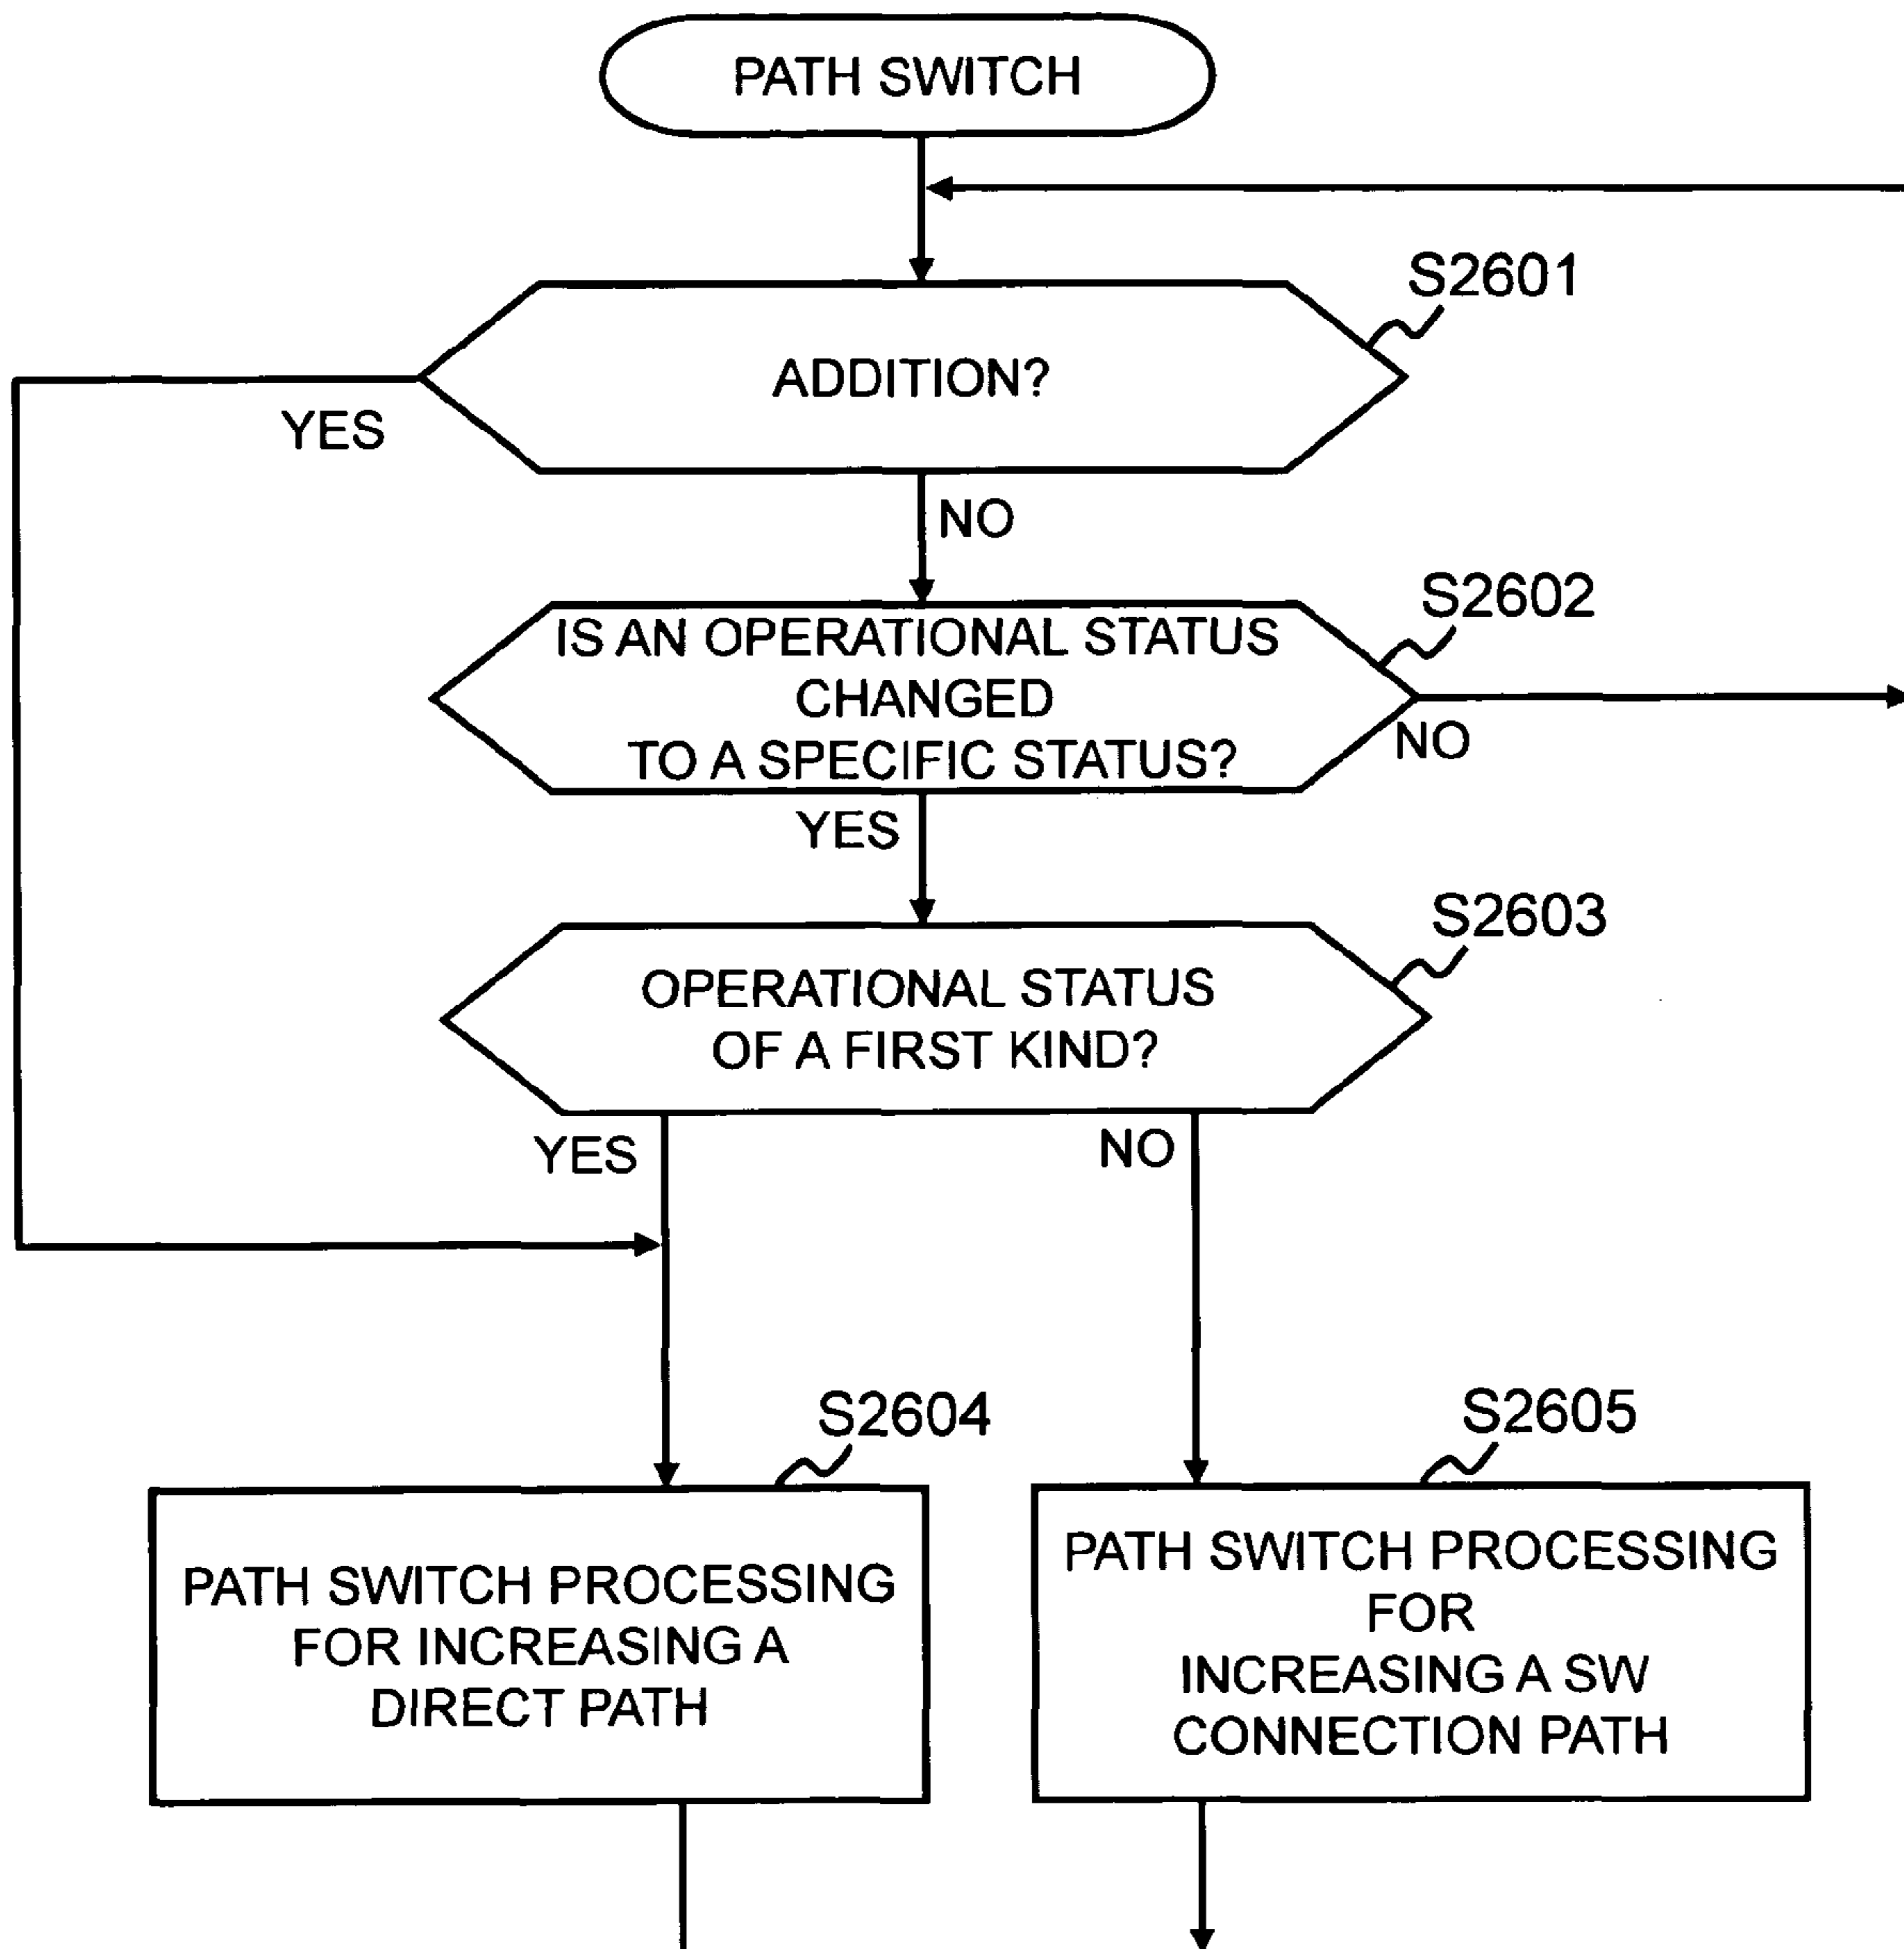 PATH SWITCH
S2601
ADDITION?
YES
NO
S2602
IS AN OPERATIONAL STATUS
CHANGED
TO A SPECIFIC STATUS?
NO
YES
S2603
OPERATIONAL STATUS
OF A FIRST KIND?
YES
NO
S2604
S2605
PATH SWITCH PROCESSING
FOR INCREASING A
DIRECT PATH
PATH SWITCH PROCESSING
FOR
INCREASING A SW
CONNECTION PATH